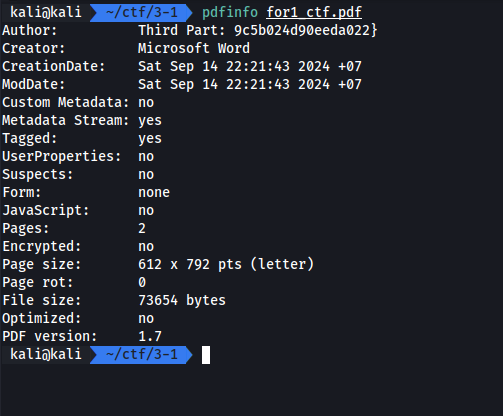 kali@kali ~/ctf/3-1 pdfinfo for1_ctf.pdf
Author: Third Part: 9c5b024d90eeda022}
Creator: Microsoft Word
CreationDate: Sat Sep 14 22:21:43 2024 +07
ModDate: Sat Sep 14 22:21:43 2024 +07
Custom Metadata: no
Metadata Stream: yes
Tagged: yes
UserProperties: no
Suspects: no
Form: none
JavaScript: no
Pages: 2
Encrypted: no
Page size: 612 x 792 pts (letter)
Page rot: 0
File size: 73654 bytes
Optimized: no
PDF version: 1.7
kali@kali ~/ctf/3-1